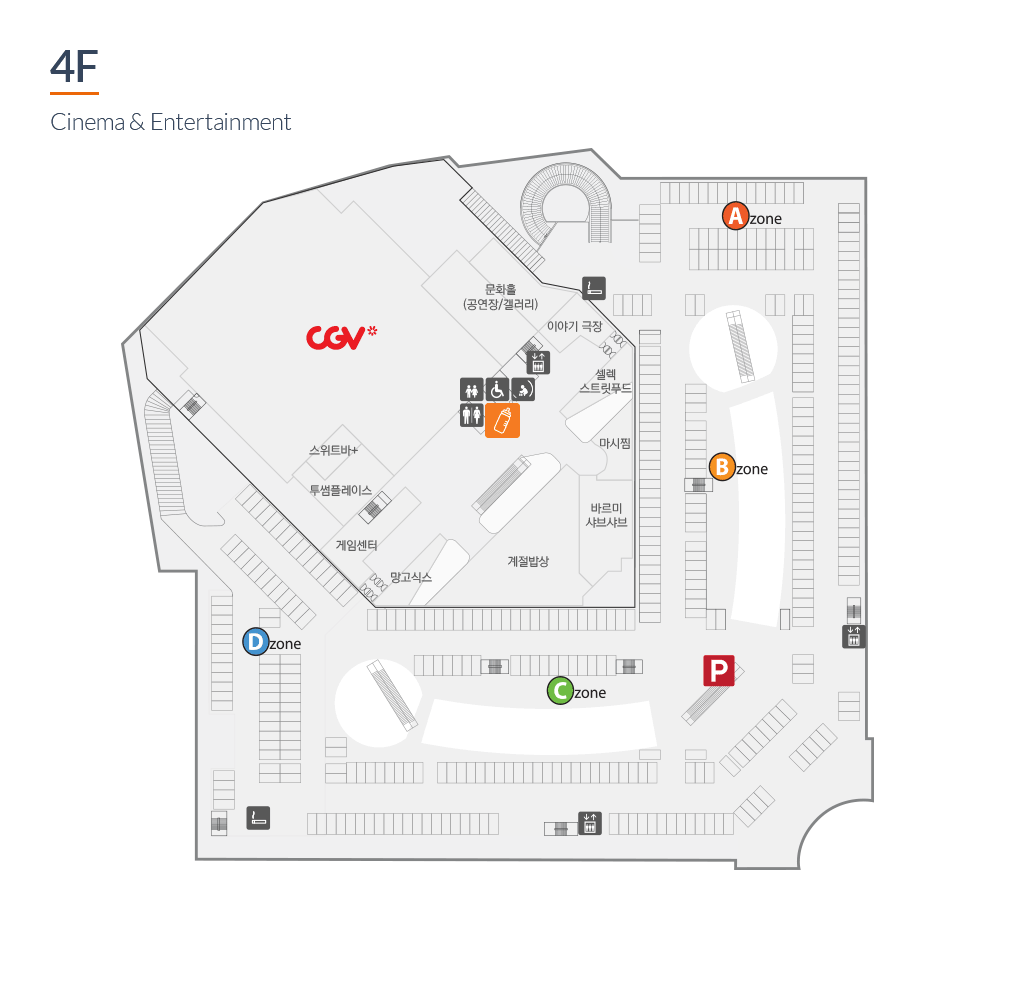 4F
Cinema & Entertainment
A zone
문화홀
(공연장/갤러리)
이야기 극장
CGV
셀렉
스트릿푸드
마시찜
스위트바+
B zone
투썸플레이스
바르미
샤브샤브
게임센터
계절밥상
망고식스
D zone
P
C zone